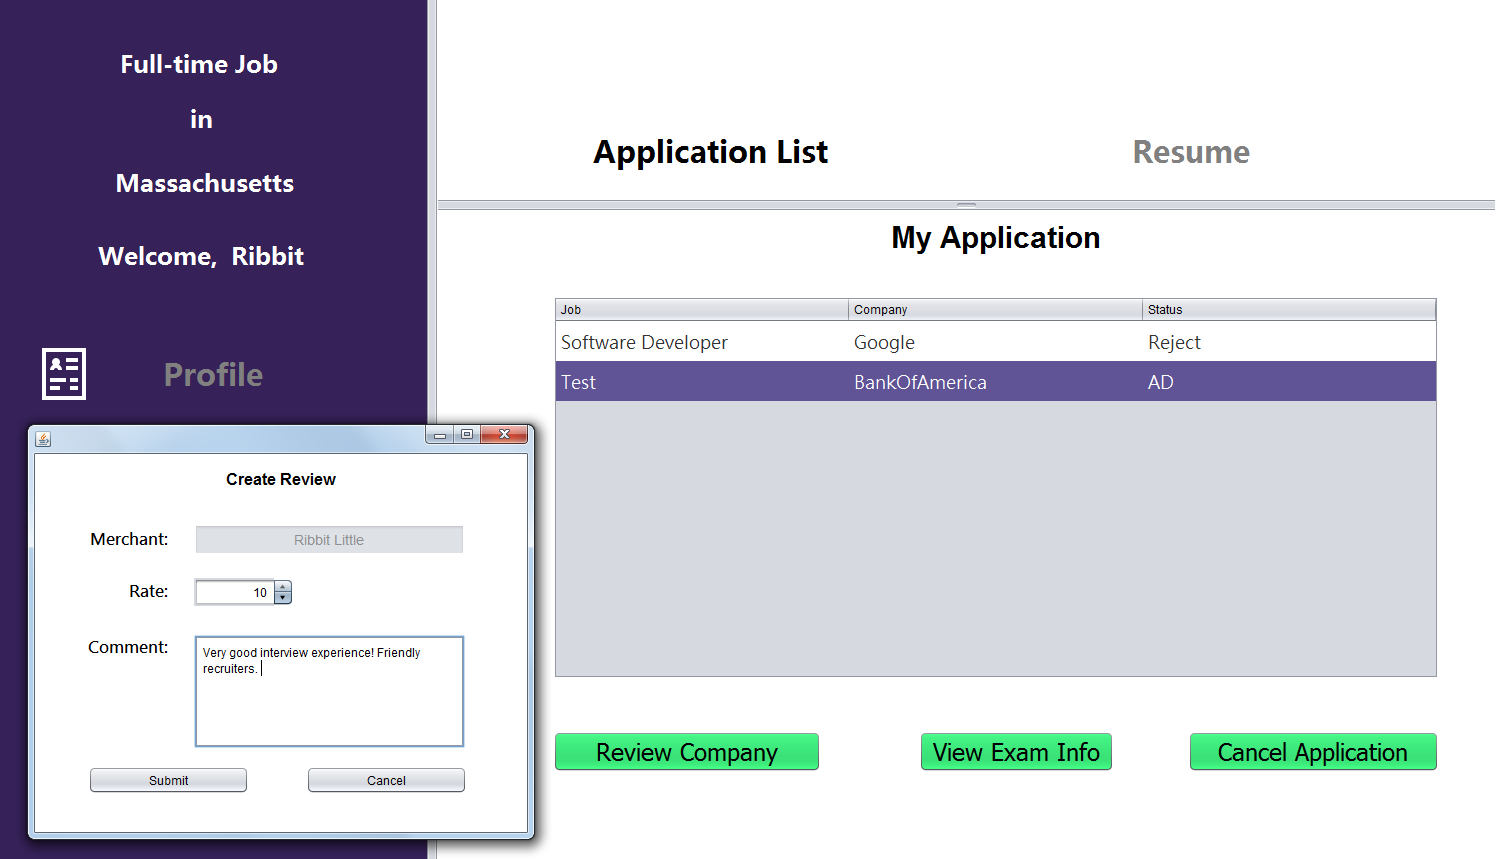 Full-time Job
in
Massachusetts
Welcome,  Ribbit
Profile
Application List
Resume
My Application
Job Company Status
Software Developer Google Reject
Test BankOfAmerica AD
Review Company
View Exam Info
Cancel Application
Create Review
Merchant: Ribbit Little
Rate: 10
Comment: Very good interview experience! Friendly
recruiters.
Submit
Cancel